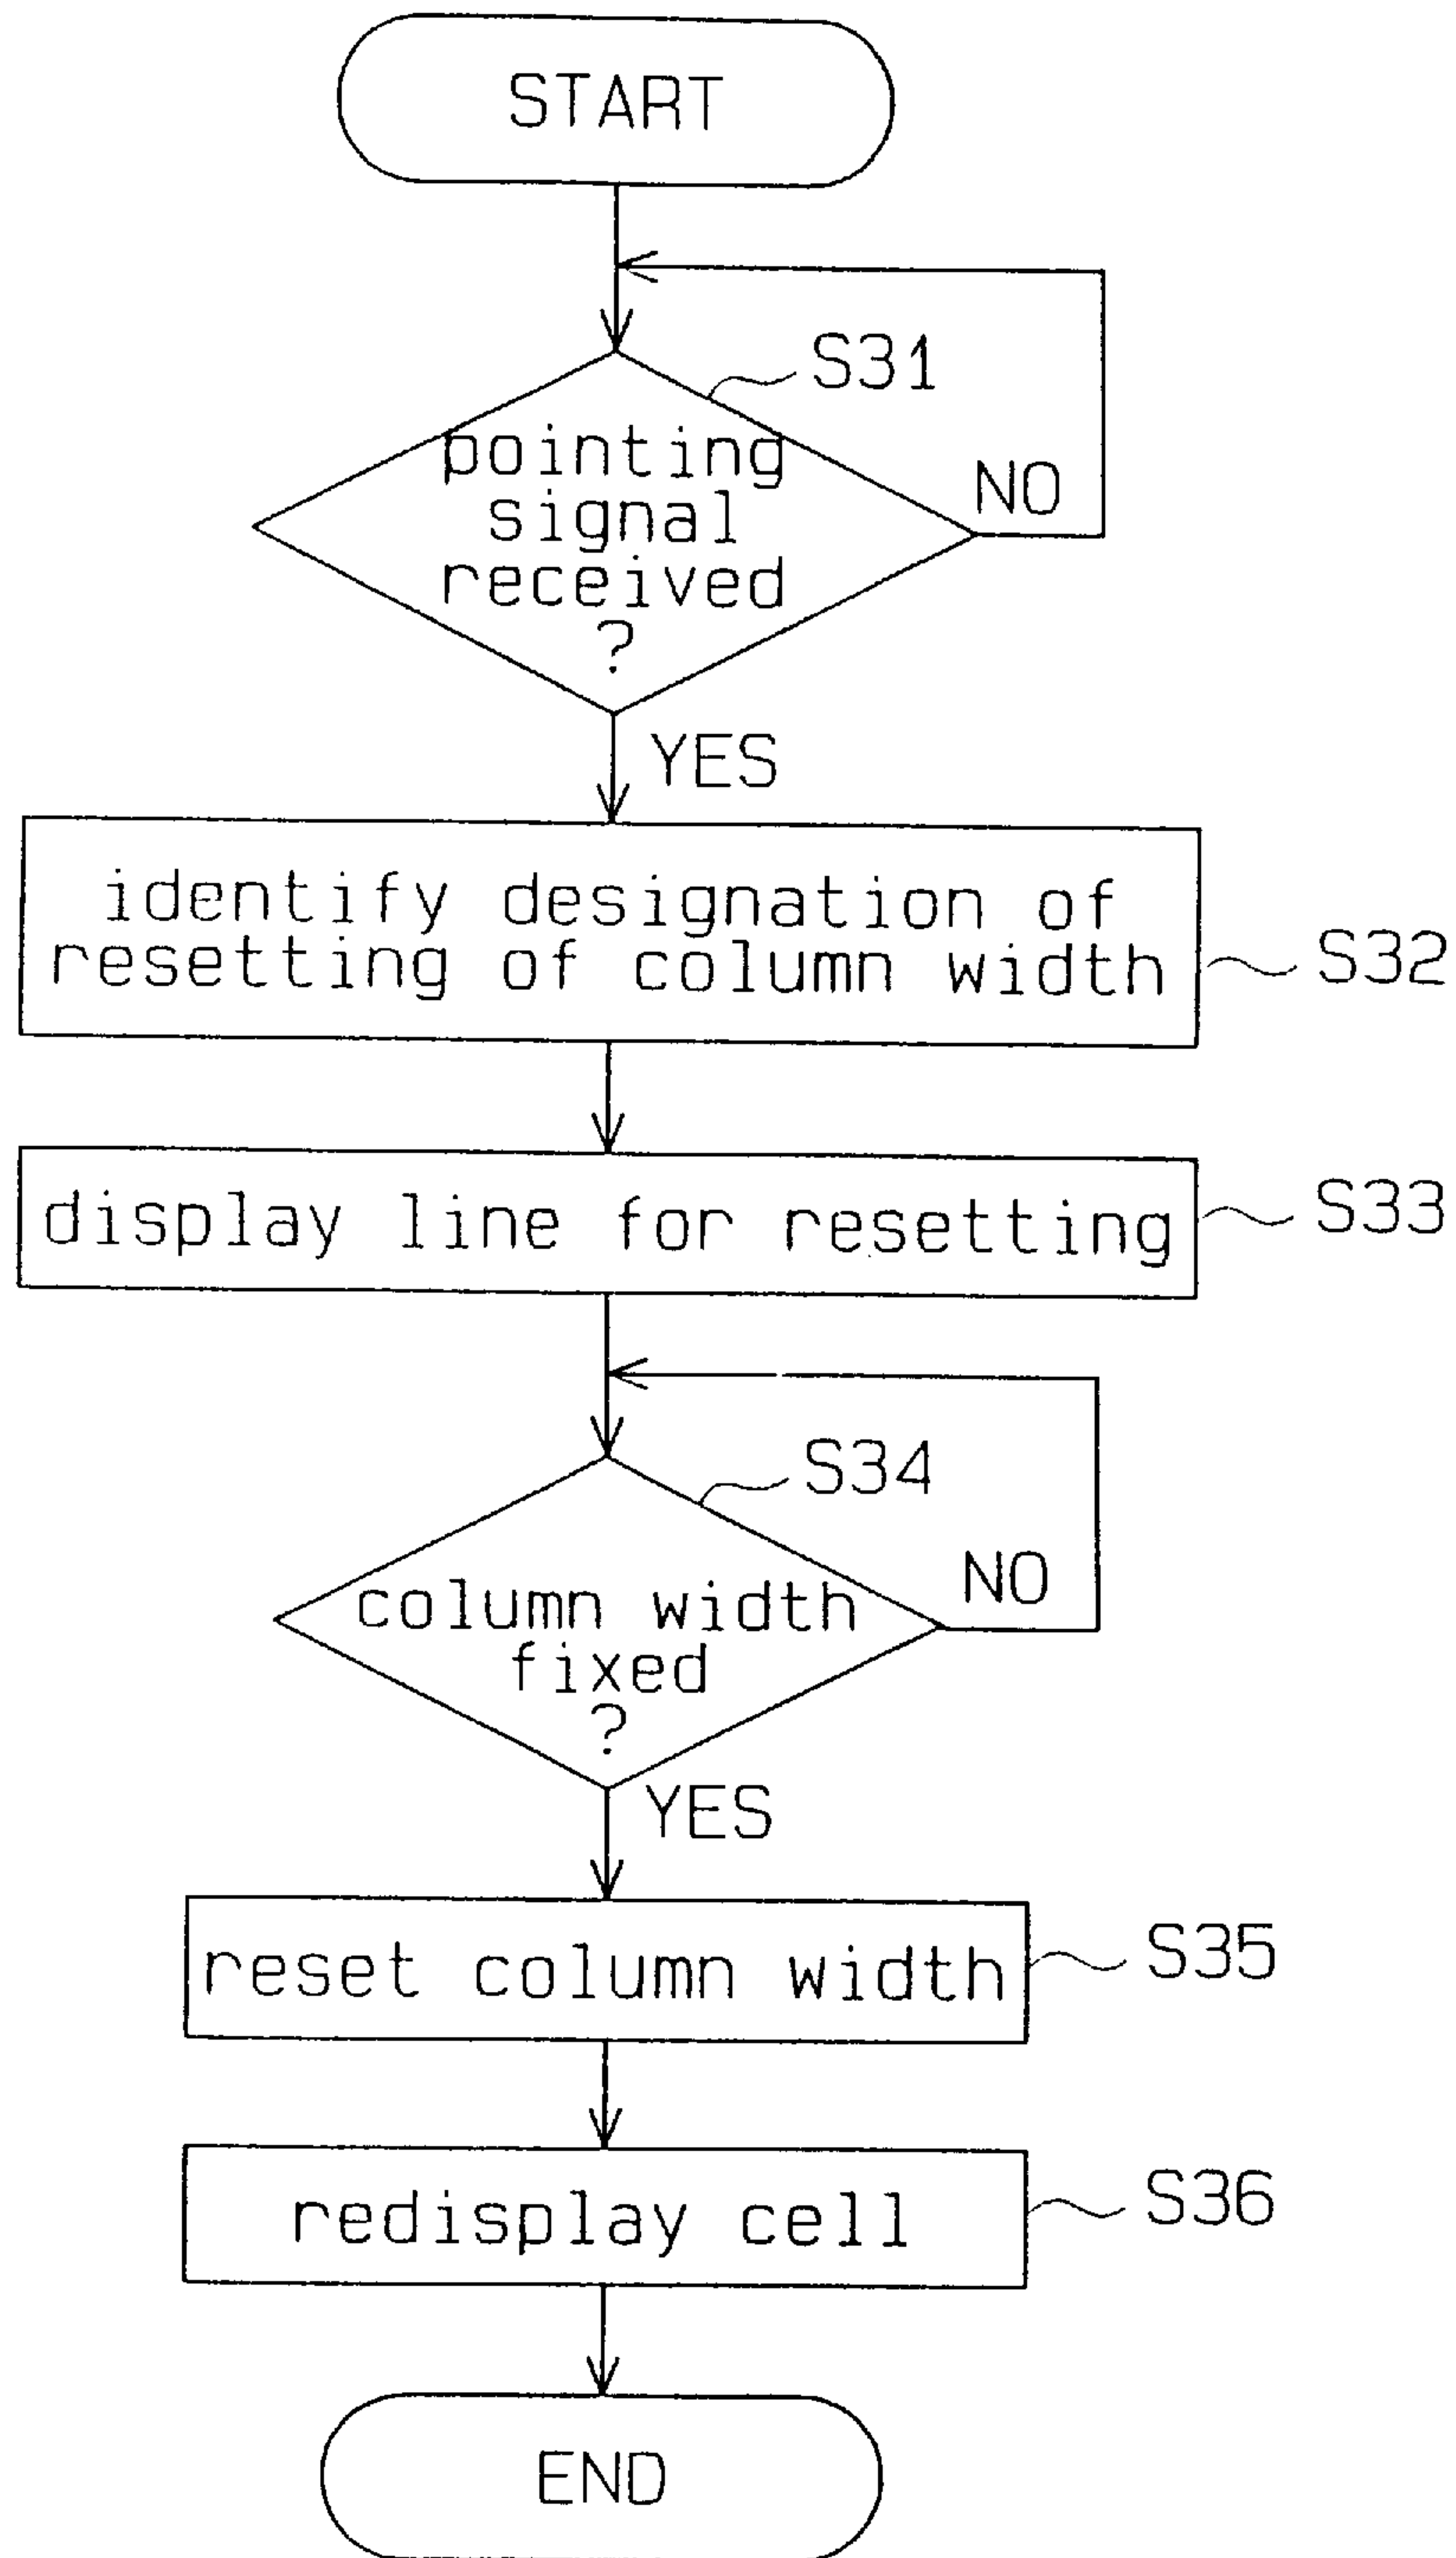 START
S31
pointing
signal
received
?
NO
YES
identify designation of
resetting of column width
S32
display line for resetting
S33
S34
column width
fixed
?
NO
YES
reset column width
S35
redisplay cell
S36
END